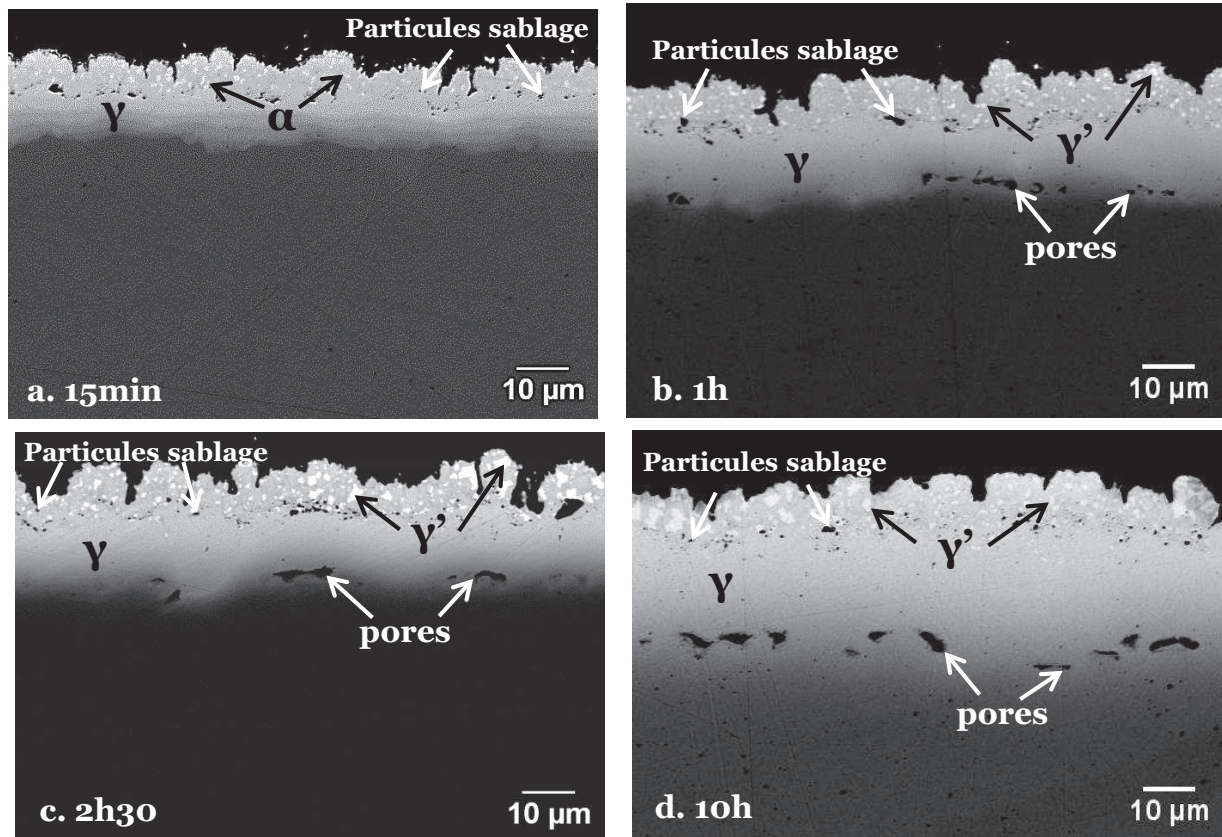 Particules sablage
γ
α
10 µm
a. 15min
Particules sablage
γ'
γ
pores
10 µm
b. 1h
Particules sablage
γ'
γ
pores
10 µm
c. 2h30
Particules sablage
γ'
γ
pores
10 µm
d. 10h